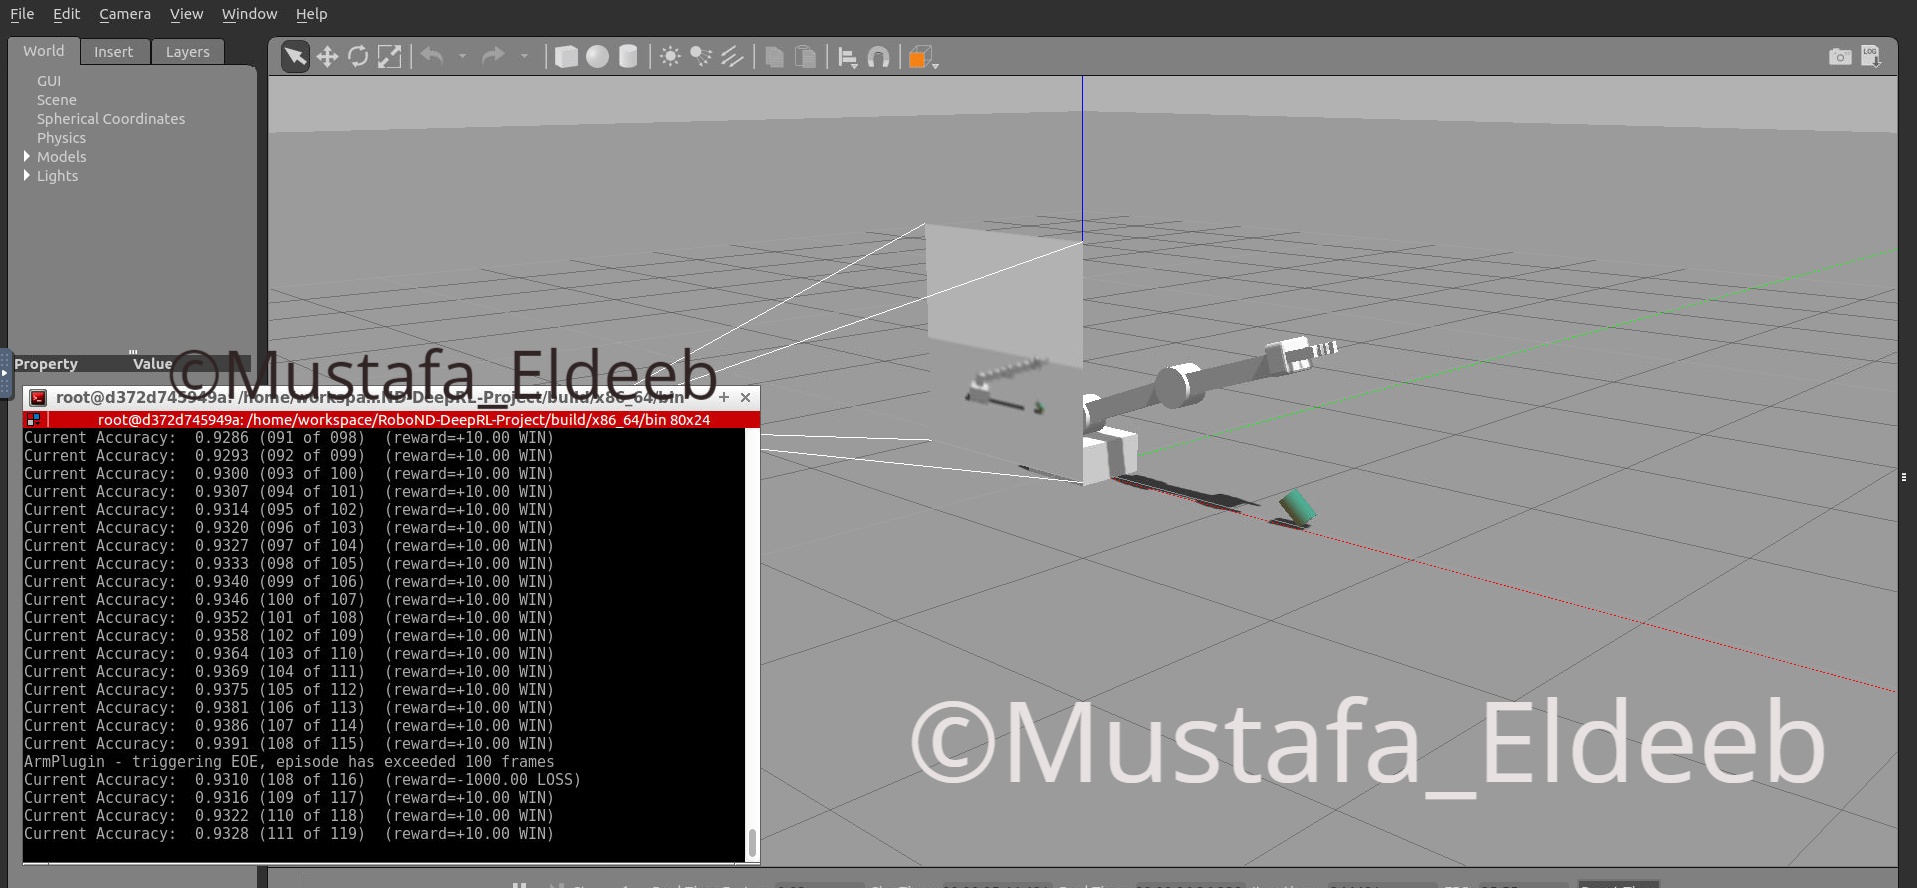 File Edit Camera View Window Help
World Insert Layers
GUI
Scene
Spherical Coordinates
Physics
Models
Lights
LOG
Property Value
©Mustafa_Eldeeb
root@d372d745949a: /home/workspa...ND-DeepRL-Project/build/x86_64/bin
root@d372d745949a: /home/workspace/RoboND-DeepRL-Project/build/x86_64/bin 80x24
Current Accuracy: 0.9286 (091 of 098) (reward=+10.00 WIN)
Current Accuracy: 0.9293 (092 of 099) (reward=+10.00 WIN)
Current Accuracy: 0.9300 (093 of 100) (reward=+10.00 WIN)
Current Accuracy: 0.9307 (094 of 101) (reward=+10.00 WIN)
Current Accuracy: 0.9314 (095 of 102) (reward=+10.00 WIN)
Current Accuracy: 0.9320 (096 of 103) (reward=+10.00 WIN)
Current Accuracy: 0.9327 (097 of 104) (reward=+10.00 WIN)
Current Accuracy: 0.9333 (098 of 105) (reward=+10.00 WIN)
Current Accuracy: 0.9340 (099 of 106) (reward=+10.00 WIN)
Current Accuracy: 0.9346 (100 of 107) (reward=+10.00 WIN)
Current Accuracy: 0.9352 (101 of 108) (reward=+10.00 WIN)
Current Accuracy: 0.9358 (102 of 109) (reward=+10.00 WIN)
Current Accuracy: 0.9364 (103 of 110) (reward=+10.00 WIN)
Current Accuracy: 0.9369 (104 of 111) (reward=+10.00 WIN)
Current Accuracy: 0.9375 (105 of 112) (reward=+10.00 WIN)
Current Accuracy: 0.9381 (106 of 113) (reward=+10.00 WIN)
Current Accuracy: 0.9386 (107 of 114) (reward=+10.00 WIN)
Current Accuracy: 0.9391 (108 of 115) (reward=+10.00 WIN)
ArmPlugin - triggering EOE, episode has exceeded 100 frames
Current Accuracy: 0.9310 (108 of 116) (reward=-1000.00 LOSS)
Current Accuracy: 0.9316 (109 of 117) (reward=+10.00 WIN)
Current Accuracy: 0.9322 (110 of 118) (reward=+10.00 WIN)
Current Accuracy: 0.9328 (111 of 119) (reward=+10.00 WIN)
©Mustafa_Eldeeb